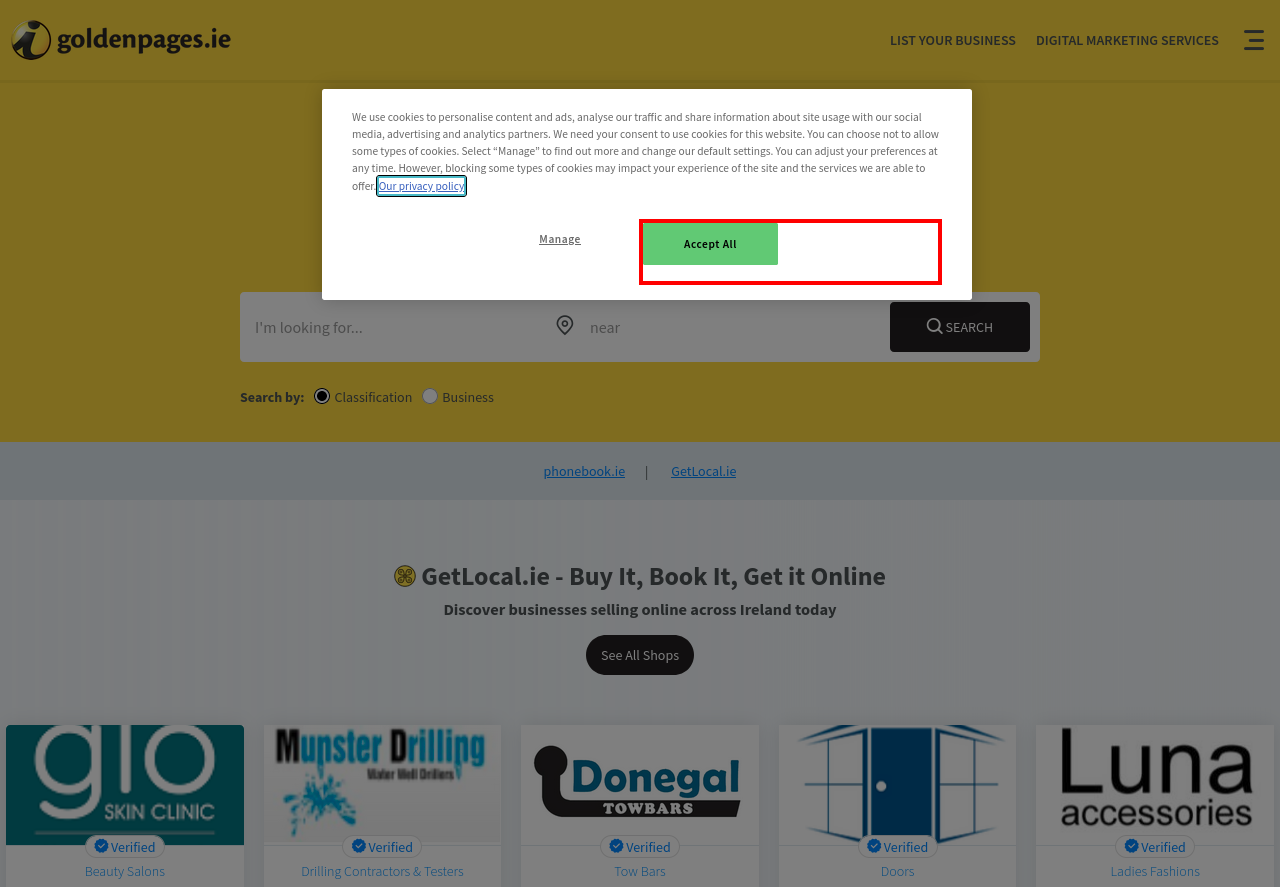 goldenpages.ie
LIST YOUR BUSINESS
DIGITAL MARKETING SERVICES
We use cookies to personalise content and ads, analyse our traffic and share information about site usage with our social
media, advertising and analytics partners. We need your consent to use cookies for this website. You can choose not to allow
some types of cookies. Select “Manage” to find out more and change our default settings. You can adjust your preferences at
any time. However, blocking some types of cookies may impact your experience of the site and the services we are able to
offer. Our privacy policy
Manage
Accept All
I'm looking for...
near
SEARCH
Search by: Classification Business
phonebook.ie | GetLocal.ie
GetLocal.ie - Buy It, Book It, Get it Online
Discover businesses selling online across Ireland today
See All Shops
glo
SKIN CLINIC
Verified
Beauty Salons
Munster Drilling
Water Well Drillers
Verified
Drilling Contractors & Testers
Donegal
TOWBARS
Verified
Tow Bars
Verified
Doors
Luna
accessories
Verified
Ladies Fashions